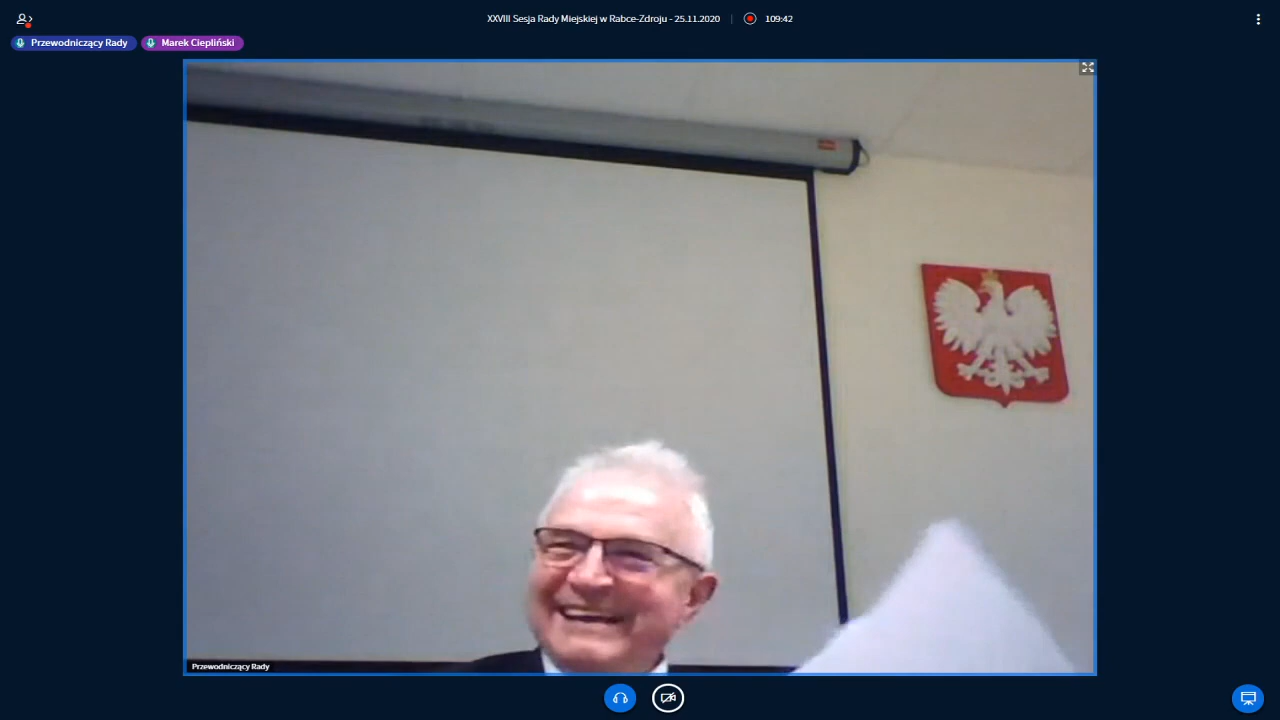 XXVIII Sesja Rady Miejskiej w Rabce-Zdroju - 25.11.2020
109:42
Przewodniczący Rady
Marek Ciepliński
Przewodniczący Rady